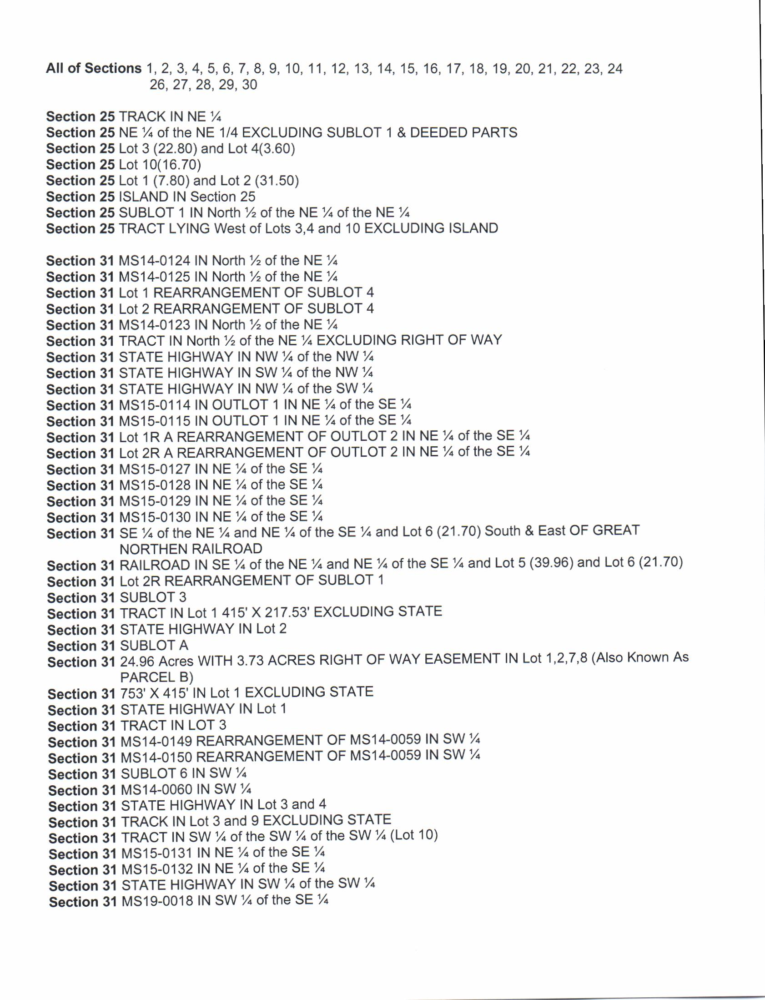 All of Sections 1, 2, 3, 4, 5, 6, 7, 8, 9, 10, 11, 12, 13, 14, 15, 16, 17, 18, 19, 20, 21, 22, 23, 24
26, 27, 28, 29, 30
Section 25 TRACK IN NE ¼
Section 25 NE ¼ of the NE 1/4 EXCLUDING SUBLOT 1 & DEEDED PARTS
Section 25 Lot 3 (22.80) and Lot 4(3.60)
Section 25 Lot 10(16.70)
Section 25 Lot 1 (7.80) and Lot 2 (31.50)
Section 25 ISLAND IN Section 25
Section 25 SUBLOT 1 IN North ½ of the NE ¼ of the NE ¼
Section 25 TRACT LYING West of Lots 3,4 and 10 EXCLUDING ISLAND
Section 31 MS14-0124 IN North ½ of the NE ¼
Section 31 MS14-0125 IN North ½ of the NE ¼
Section 31 Lot 1 REARRANGEMENT OF SUBLOT 4
Section 31 Lot 2 REARRANGEMENT OF SUBLOT 4
Section 31 MS14-0123 IN North ½ of the NE ¼
Section 31 TRACT IN North ½ of the NE ¼ EXCLUDING RIGHT OF WAY
Section 31 STATE HIGHWAY IN NW ¼ of the NW ¼
Section 31 STATE HIGHWAY IN SW ¼ of the NW ¼
Section 31 STATE HIGHWAY IN NW ¼ of the SW ¼
Section 31 MS15-0114 IN OUTLOT 1 IN NE ¼ of the SE ¼
Section 31 MS15-0115 IN OUTLOT 1 IN NE ¼ of the SE ¼
Section 31 Lot 1R A REARRANGEMENT OF OUTLOT 2 IN NE ¼ of the SE ¼
Section 31 Lot 2R A REARRANGEMENT OF OUTLOT 2 IN NE ¼ of the SE ¼
Section 31 MS15-0127 IN NE ¼ of the SE ¼
Section 31 MS15-0128 IN NE ¼ of the SE ¼
Section 31 MS15-0129 IN NE ¼ of the SE ¼
Section 31 MS15-0130 IN NE ¼ of the SE ¼
Section 31 SE ¼ of the NE ¼ and NE ¼ of the SE ¼ and Lot 6 (21.70) South & East OF GREAT
NORTHEN RAILROAD
Section 31 RAILROAD IN SE ¼ of the NE ¼ and NE ¼ of the SE ¼ and Lot 5 (39.96) and Lot 6 (21.70)
Section 31 Lot 2R REARRANGEMENT OF SUBLOT 1
Section 31 SUBLOT 3
Section 31 TRACT IN Lot 1 415' X 217.53' EXCLUDING STATE
Section 31 STATE HIGHWAY IN Lot 2
Section 31 SUBLOT A
Section 31 24.96 Acres WITH 3.73 ACRES RIGHT OF WAY EASEMENT IN Lot 1,2,7,8 (Also Known As
PARCEL B)
Section 31 753' X 415' IN Lot 1 EXCLUDING STATE
Section 31 STATE HIGHWAY IN Lot 1
Section 31 TRACT IN LOT 3
Section 31 MS14-0149 REARRANGEMENT OF MS14-0059 IN SW ¼
Section 31 MS14-0150 REARRANGEMENT OF MS14-0059 IN SW ¼
Section 31 SUBLOT 6 IN SW ¼
Section 31 MS14-0060 IN SW ¼
Section 31 STATE HIGHWAY IN Lot 3 and 4
Section 31 TRACK IN Lot 3 and 9 EXCLUDING STATE
Section 31 TRACT IN SW ¼ of the SW ¼ of the SW ¼ (Lot 10)
Section 31 MS15-0131 IN NE ¼ of the SE ¼
Section 31 MS15-0132 IN NE ¼ of the SE ¼
Section 31 STATE HIGHWAY IN SW ¼ of the SW ¼
Section 31 MS19-0018 IN SW ¼ of the SE ¼